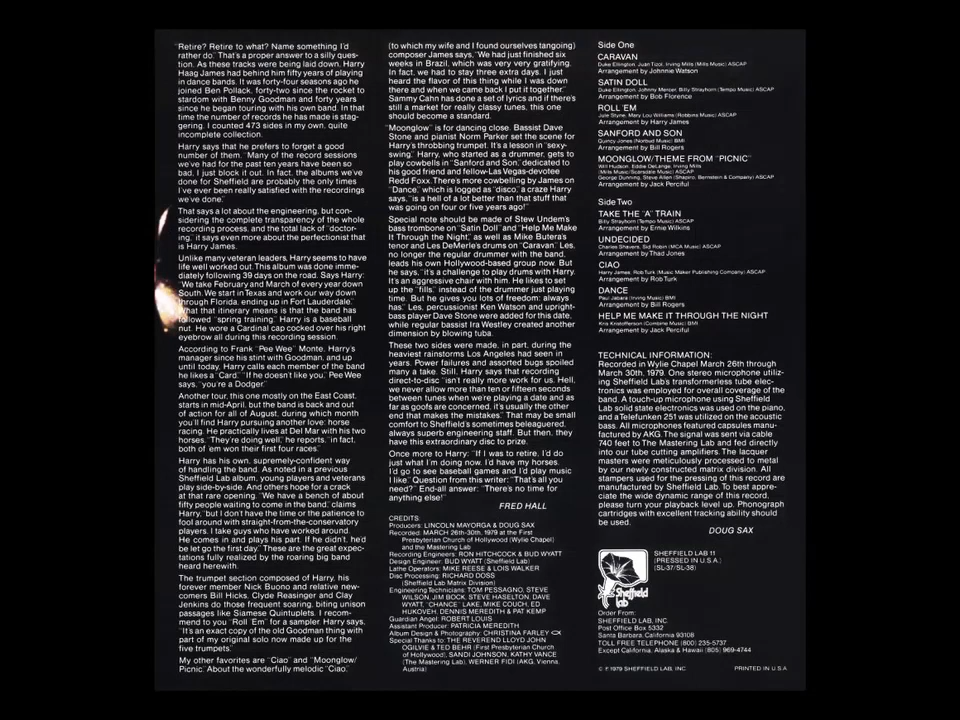 "Retire? Retire to what? Name something I'd
rather do." That's a proper answer to a silly ques-
tion. As these tracks were being laid down, Harry
Haag James had behind him fifty years of playing
in dance bands. It was forty-four seasons ago he
joined Ben Pollack, forty-two since the rocket to
stardom with Benny Goodman and forty years
since he began touring with his own band. In that
time the number of records he has made is stag-
gering. I counted 473 sides in my own, quite
incomplete collection.
Harry says that he prefers to forget a good
number of them. "Many of the record sessions
we've had for the past ten years have been so
bad, I just block it out. In fact, the albums we've
done for Sheffield are probably the only times
I've ever been really satisfied with the recordings
we've done."
That says a lot about the engineering, but con-
sidering the complete transparency of the whole
recording process, and the total lack of "doctor-
ing," it says even more about the perfectionist that
is Harry James.
Unlike many veteran leaders, Harry seems to have
life well worked out. This album was done imme-
diately following 39 days on the road. Says Harry:
"We take February and March of every year down
South. We start in Texas and work our way down
through Florida, ending up in Fort Lauderdale."
What that itinerary means is that the band has
followed "spring training." Harry is a baseball
nut. He wore a Cardinal cap cocked over his right
eyebrow all during this recording session.
According to Frank "Pee Wee" Monte, Harry's
manager since his stint with Goodman, and up
until today, Harry calls each member of the band
he likes a "Card." "If he doesn't like you," Pee Wee
says, "you're a Dodger."
Another tour, this one mostly on the East Coast,
starts in mid-April, but the band is back and out
of action for all of August, during which month
you'll find Harry pursuing another love: horse
racing. He practically lives at Del Mar with his two
horses. "They're doing well," he reports, "in fact,
both of 'em won their first four races."
Harry has his own, supremely-confident way
of handling the band. As noted in a previous
Sheffield Lab album, young players and veterans
play side-by-side. And others hope for a crack
at that rare opening. "We have a bench of about
fifty people waiting to come in the band," claims
Harry, "but I don't have the time or the patience to
fool around with straight-from-the-conservatory
players. I take guys who have worked around.
He comes in and plays his part. If he didn't, he'd
be let go the first day." These are the great expec-
tations fully realized by the roaring big band
heard herewith.
The trumpet section composed of Harry, his
forever member Nick Buono and relative new-
comers Bill Hicks, Clyde Reasinger and Clay
Jenkins do those frequent soaring, biting unison
passages like Siamese Quintuplets. I recom-
mend to you "Roll 'Em" for a sampler. Harry says,
"It's an exact copy of the old Goodman thing with
part of my original solo now made up for the
five trumpets."
My other favorites are "Ciao" and "Moonglow/
Picnic." About the wonderfully melodic "Ciao,"
(to which my wife and I found ourselves tangoing)
composer James says, "We had just finished six
weeks in Brazil, which was very very gratifying.
In fact, we had to stay three extra days. I just
heard the flavor of this thing while I was down
there and when we came back I put it together."
Sammy Cahn has done a set of lyrics and if there's
still a market for really classy tunes, this one
should become a standard.
"Moonglow" is for dancing close. Bassist Dave
Stone and pianist Norm Parker set the scene for
Harry's throbbing trumpet. It's a lesson in "sexy-
swing." Harry, who started as a drummer, gets to
play cowbells in "Sanford and Son," dedicated to
his good friend and fellow-Las Vegas-devotee
Redd Foxx. There's more cowbelling by James on
"Dance," which is logged as "disco," a craze Harry
says, "is a hell of a lot better than that stuff that
was going on four or five years ago!"
Special note should be made of Stew Undem's
bass trombone on "Satin Doll" and "Help Me Make
It Through the Night," as well as Mike Butera's
tenor and Les DeMerle's drums on "Caravan." Les,
no longer the regular drummer with the band,
leads his own Hollywood-based group now. But
he says, "it's a challenge to play drums with Harry.
It's an aggressive chair with him. He likes to set
up the "fills," instead of the drummer just playing
time. But he gives you lots of freedom: always
has." Les, percussionist Ken Watson and upright-
bass player Dave Stone were added for this date,
while regular bassist Ira Westley created another
dimension by blowing tuba.
These two sides were made, in part, during the
heaviest rainstorms Los Angeles had seen in
years. Power failures and assorted bugs spoiled
many a take. Still, Harry says that recording
direct-to-disc "isn't really more work for us. Hell,
we never allow more than ten or fifteen seconds
between tunes when we're playing a date and as
far as goofs are concerned, it's usually the other
end that makes the mistakes." That may be small
comfort to Sheffield's sometimes beleaguered,
always superb engineering staff. But then, they
have this extraordinary disc to prize.
Once more to Harry: "If I was to retire, I'd do
just what I'm doing now. I'd have my horses.
I'd go to see baseball games and I'd play music
I like." Question from this writer: "That's all you
need?" End-all answer: "There's no time for
anything else!"
FRED HALL
CREDITS:
Producers: LINCOLN MAYORGA & DOUG SAX
Recorded: MARCH 26th-30th, 1979 at the First
Presbyterian Church of Hollywood (Wylie Chapel)
and the Mastering Lab
Recording Engineers: RON HITCHCOCK & BUD WYATT
Design Engineer: BUD WYATT (Sheffield Lab)
Lathe Operators: MIKE REESE & LOIS WALKER
Disc Processing: RICHARD DOSS
(Sheffield Lab Matrix Division)
Engineering Technicians: TOM PESSAGNO, STEVE
WILSON, JIM BOCK, STEVE HASELTON, DAVE
WYATT, "CHANCE" LAKE, MIKE COUCH, ED
HUKOVEH, DENNIS MEREDITH & PAT KEMP
Guardian Angel: ROBERT LOUIS
Assistant Producer: PATRICIA MEREDITH
Album Design & Photography: CHRISTINA FARLEY
Special Thanks to: THE REVEREND LLOYD JOHN
OGILVIE & TED BEHR (First Presbyterian Church
of Hollywood), SANDI JOHNSON, KATHY VANCE
(The Mastering Lab), WERNER FIDI (AKG, Vienna,
Austria)
Side One
CARAVAN
Duke Ellington, Juan Tizol, Irving Mills (Mills Music) ASCAP
Arrangement by Johnnie Watson
SATIN DOLL
Duke Ellington, Johnny Mercer, Billy Strayhorn (Tempo Music) ASCAP
Arrangement by Bob Florence
ROLL 'EM
Jule Styne, Mary Lou Williams (Robbins Music) ASCAP
Arrangement by Harry James
SANFORD AND SON
Quincy Jones (Norbud Music) BMI
Arrangement by Bill Rogers
MOONGLOW/THEME FROM "PICNIC"
Will Hudson, Eddie DeLange, Irving Mills
(Mills Music/Scarsdale Music) ASCAP
George Dunning, Steve Allen (Shapiro, Bernstein & Company) ASCAP
Arrangement by Jack Perciful
Side Two
TAKE THE "A" TRAIN
Billy Strayhorn (Tempo Music) ASCAP
Arrangement by Ernie Wilkins
UNDECIDED
Charles Shavers, Sid Robin (MCA Music) ASCAP
Arrangement by Thad Jones
CIAO
Harry James, Rob Turk (Music Maker Publishing Company) ASCAP
Arrangement by Rob Turk
DANCE
Paul Jabara (Irving Music) BMI
Arrangement by Bill Rogers
HELP ME MAKE IT THROUGH THE NIGHT
Kris Kristofferson (Combine Music) BMI
Arrangement by Jack Perciful
TECHNICAL INFORMATION:
Recorded in Wylie Chapel March 26th through
March 30th, 1979. One stereo microphone utiliz-
ing Sheffield Lab's transformerless tube elec-
tronics was employed for overall coverage of the
band. A touch-up microphone using Sheffield
Lab solid state electronics was used on the piano,
and a Telefunken 251 was utilized on the acoustic
bass. All microphones featured capsules manu-
factured by AKG. The signal was sent via cable
740 feet to The Mastering Lab and fed directly
into our tube cutting amplifiers. The lacquer
masters were meticulously processed to metal
by our newly constructed matrix division. All
stampers used for the pressing of this record are
manufactured by Sheffield Lab. To best appre-
ciate the wide dynamic range of this record,
please turn your playback level up. Phonograph
cartridges with excellent tracking ability should
be used.
DOUG SAX
Sheffield
Lab
SHEFFIELD LAB 11
(PRESSED IN U.S.A.)
(SL-37/SL-38)
Order From:
SHEFFIELD LAB, INC.
Post Office Box 5332
Santa Barbara, California 93108
TOLL FREE TELEPHONE (800) 235-5737
Except California, Alaska & Hawaii (805) 969-4744
© ℗ 1979 SHEFFIELD LAB, INC. PRINTED IN U.S.A.